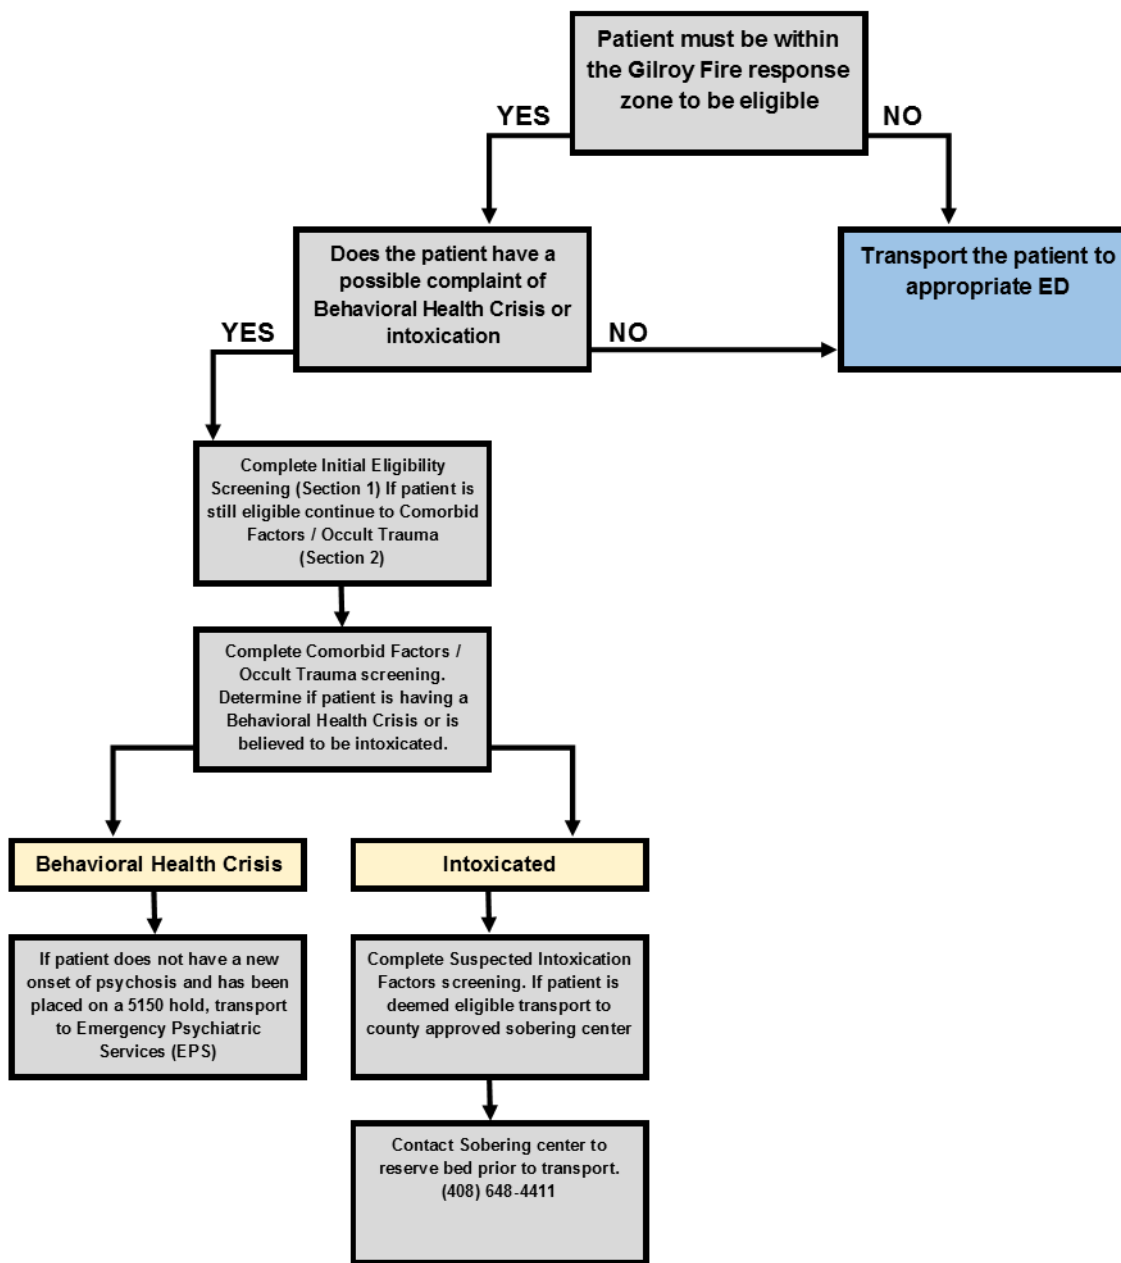 Patient must be within
the Gilroy Fire response
zone to be eligible
YES
NO
Does the patient have a
possible complaint of
Behavioral Health Crisis or
intoxication
Transport the patient to
appropriate ED
YES
NO
Complete Initial Eligibility
Screening (Section 1) If patient is
still eligible continue to Comorbid
Factors / Occult Trauma
(Section 2)
Complete Comorbid Factors /
Occult Trauma screening.
Determine if patient is having a
Behavioral Health Crisis or is
believed to be intoxicated.
Behavioral Health Crisis
Intoxicated
If patient does not have a new
onset of psychosis and has been
placed on a 5150 hold, transport
to Emergency Psychiatric
Services (EPS)
Complete Suspected Intoxication
Factors screening. If patient is
deemed eligible transport to
county approved sobering center
Contact Sobering center to
reserve bed prior to transport.
(408) 648-4411